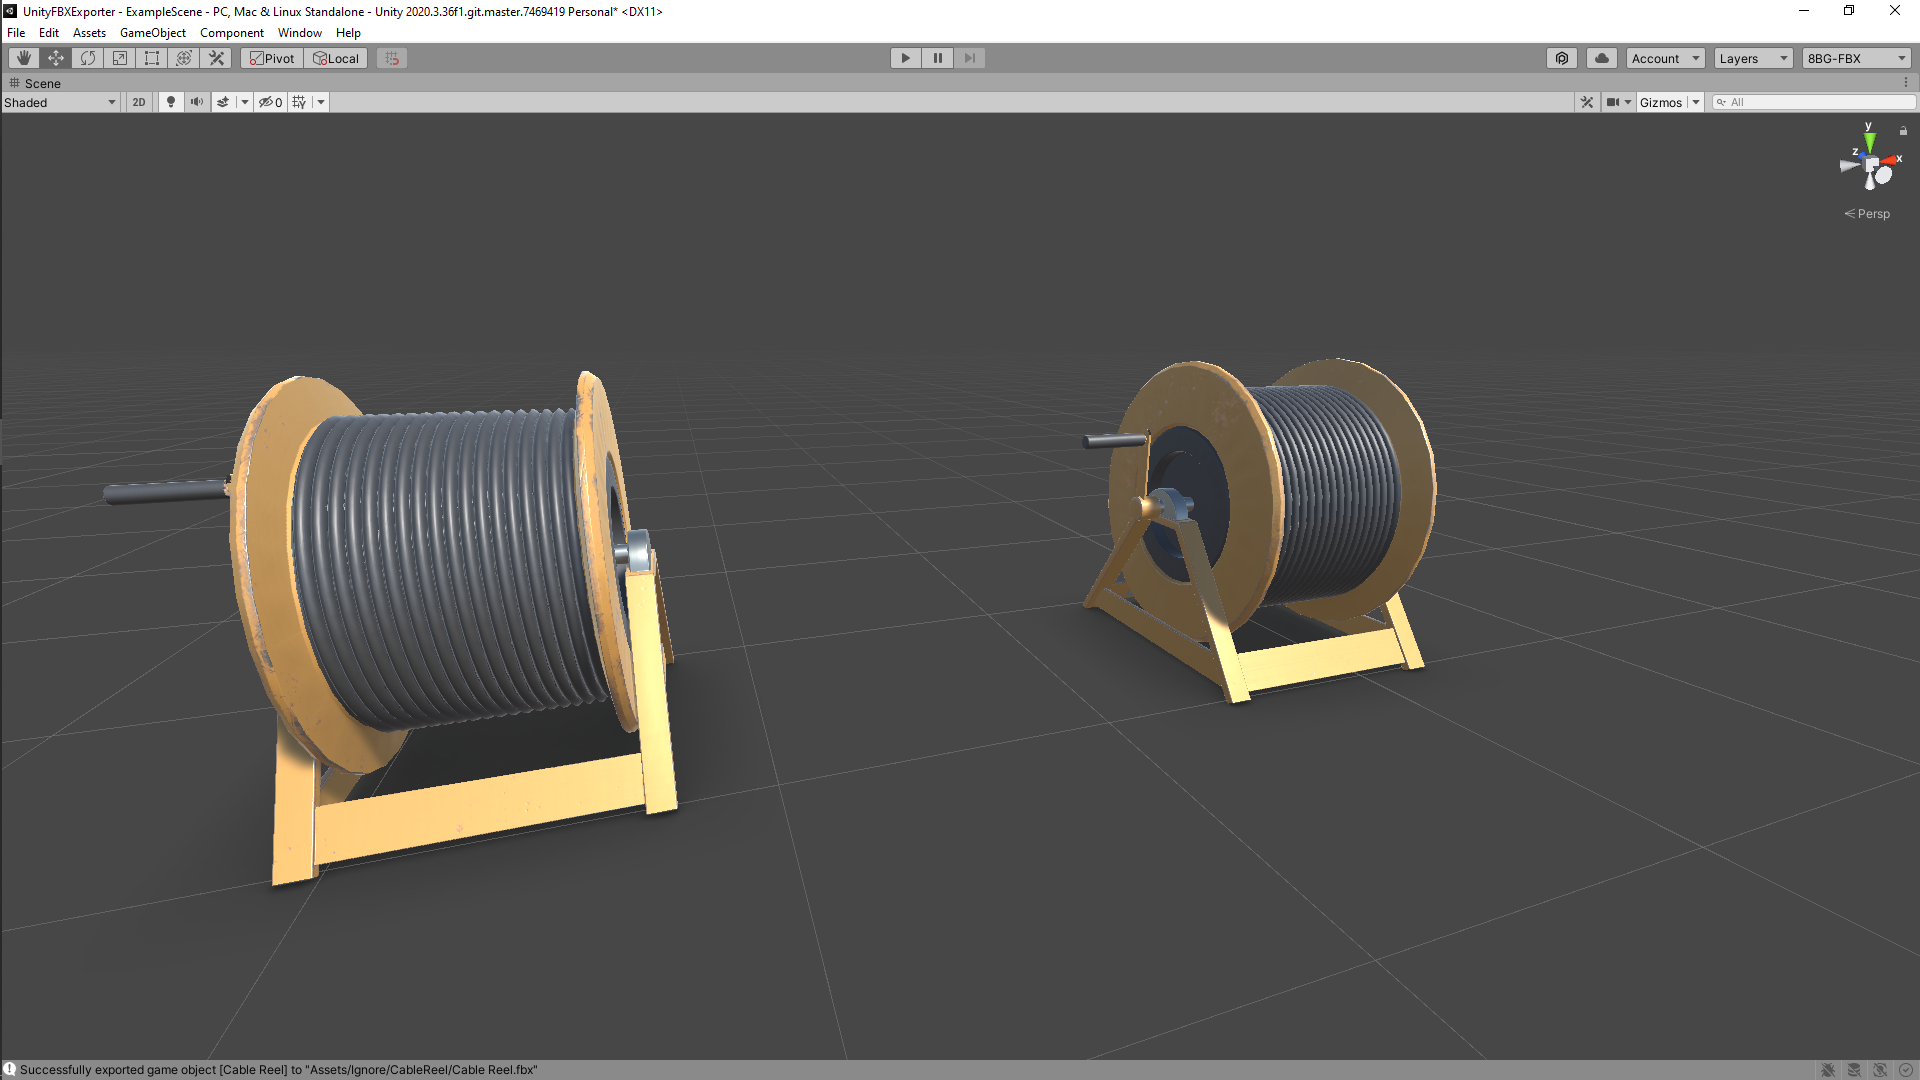 UnityFBXExporter - ExampleScene - PC, Mac & Linux Standalone - Unity 2020.3.36f1.git.master.7469419 Personal* <DX11>
File Edit Assets GameObject Component Window Help
Pivot Local Account Layers 8BG-FBX
Scene
Shaded 2D 0 Gizmos All
y
z x
Persp
Successfully exported game object [Cable Reel] to "Assets/Ignore/CableReel/Cable Reel.fbx"